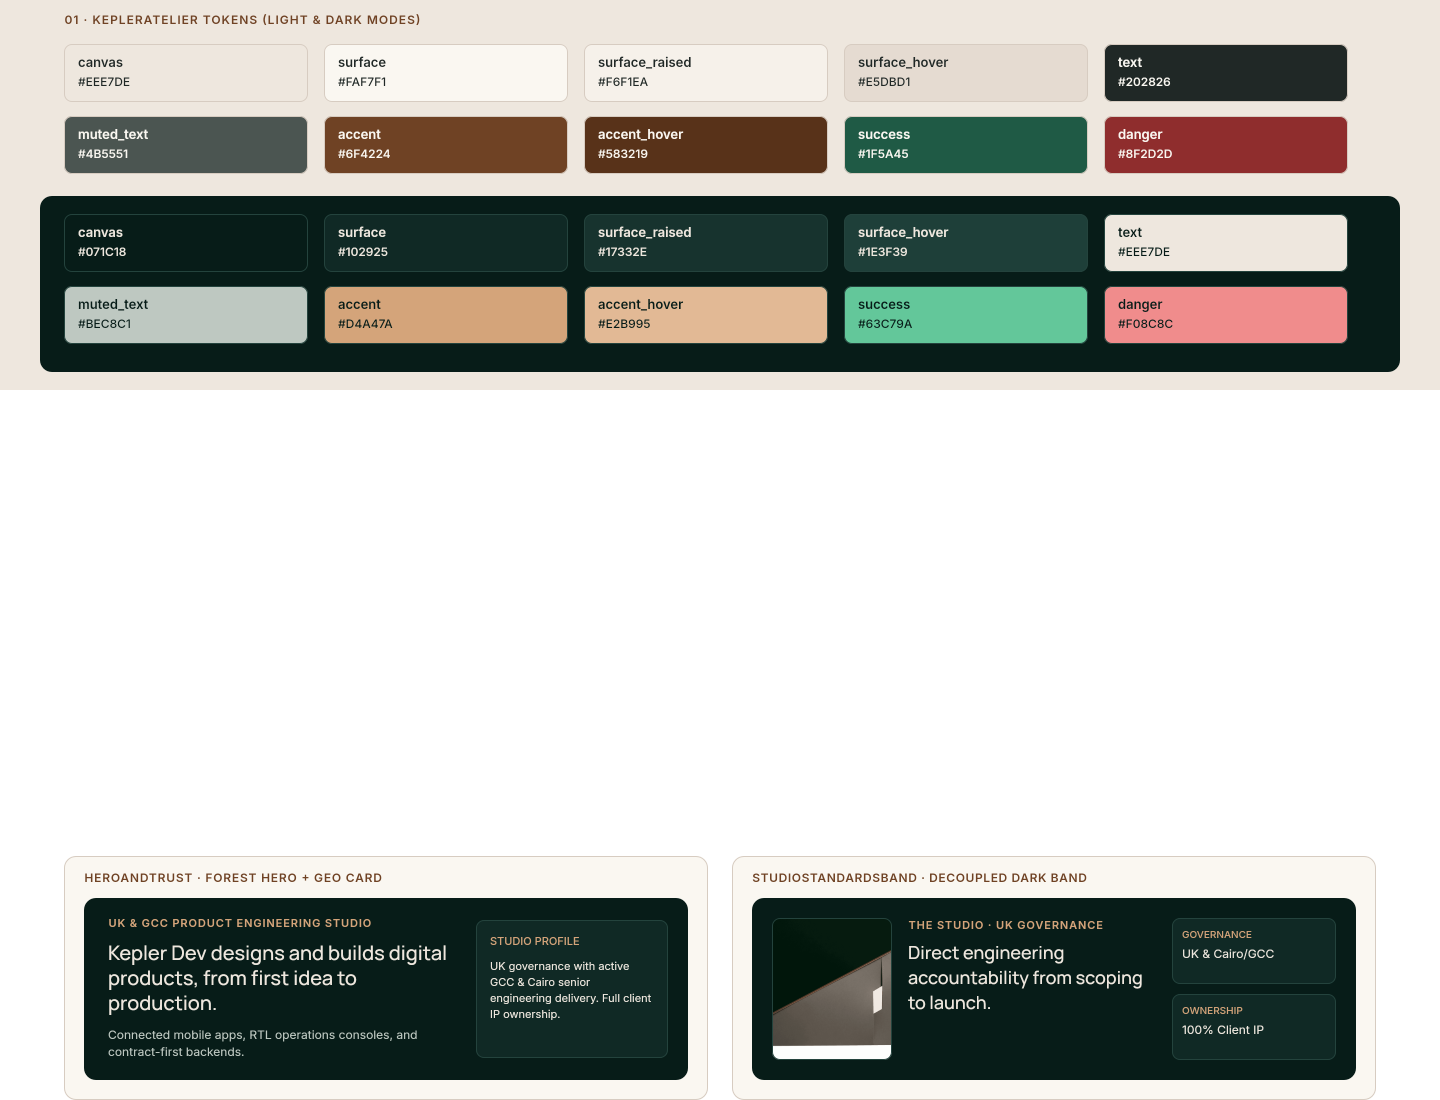 01 · KEPLERATELIER TOKENS (LIGHT & DARK MODES)
canvas
#EEE7DE
surface
#FAF7F1
surface_raised
#F6F1EA
surface_hover
#E5DBD1
text
#202826
muted_text
#4B5551
accent
#6F4224
accent_hover
#583219
success
#1F5A45
danger
#8F2D2D
canvas
#071C18
surface
#102925
surface_raised
#17332E
surface_hover
#1E3F39
text
#EEE7DE
muted_text
#BEC8C1
accent
#D4A47A
accent_hover
#E2B995
success
#63C79A
danger
#F08C8C
HEROANDTRUST · FOREST HERO + GEO CARD
UK & GCC PRODUCT ENGINEERING STUDIO
Kepler Dev designs and builds digital
products, from first idea to
production.
Connected mobile apps, RTL operations consoles, and
contract-first backends.
STUDIO PROFILE
UK governance with active
GCC & Cairo senior
engineering delivery. Full client
IP ownership.
STUDIOSTANDARDSBAND · DECOUPLED DARK BAND
THE STUDIO · UK GOVERNANCE
Direct engineering
accountability from scoping
to launch.
GOVERNANCE
UK & Cairo/GCC
OWNERSHIP
100% Client IP